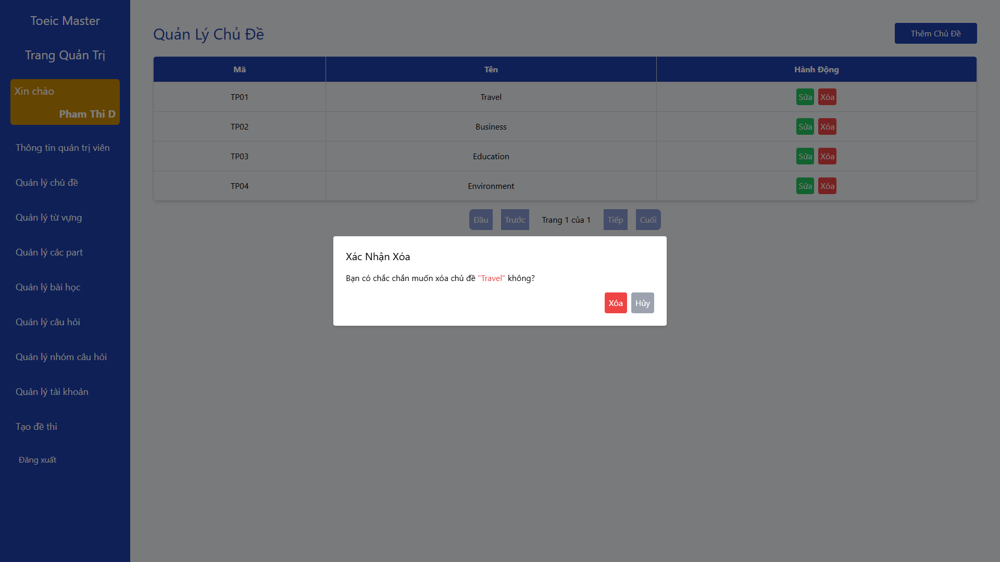 Toeic Master
Trang Quản Trị
Xin chào
Pham Thi D
Thông tin quản trị viên
Quản lý chủ đề
Quản lý từ vựng
Quản lý các part
Quản lý bài học
Quản lý câu hỏi
Quản lý nhóm câu hỏi
Quản lý tài khoản
Tạo đề thi
Đăng xuất
Quản Lý Chủ Đề
Thêm Chủ Đề
Mã Tên Hành Động
TP01 Travel Sửa Xóa
TP02 Business Sửa Xóa
TP03 Education Sửa Xóa
TP04 Environment Sửa Xóa
Đầu Trước Trang 1 của 1 Tiếp Cuối
Xác Nhận Xóa
Bạn có chắc chắn muốn xóa chủ đề "Travel" không?
Xóa Hủy